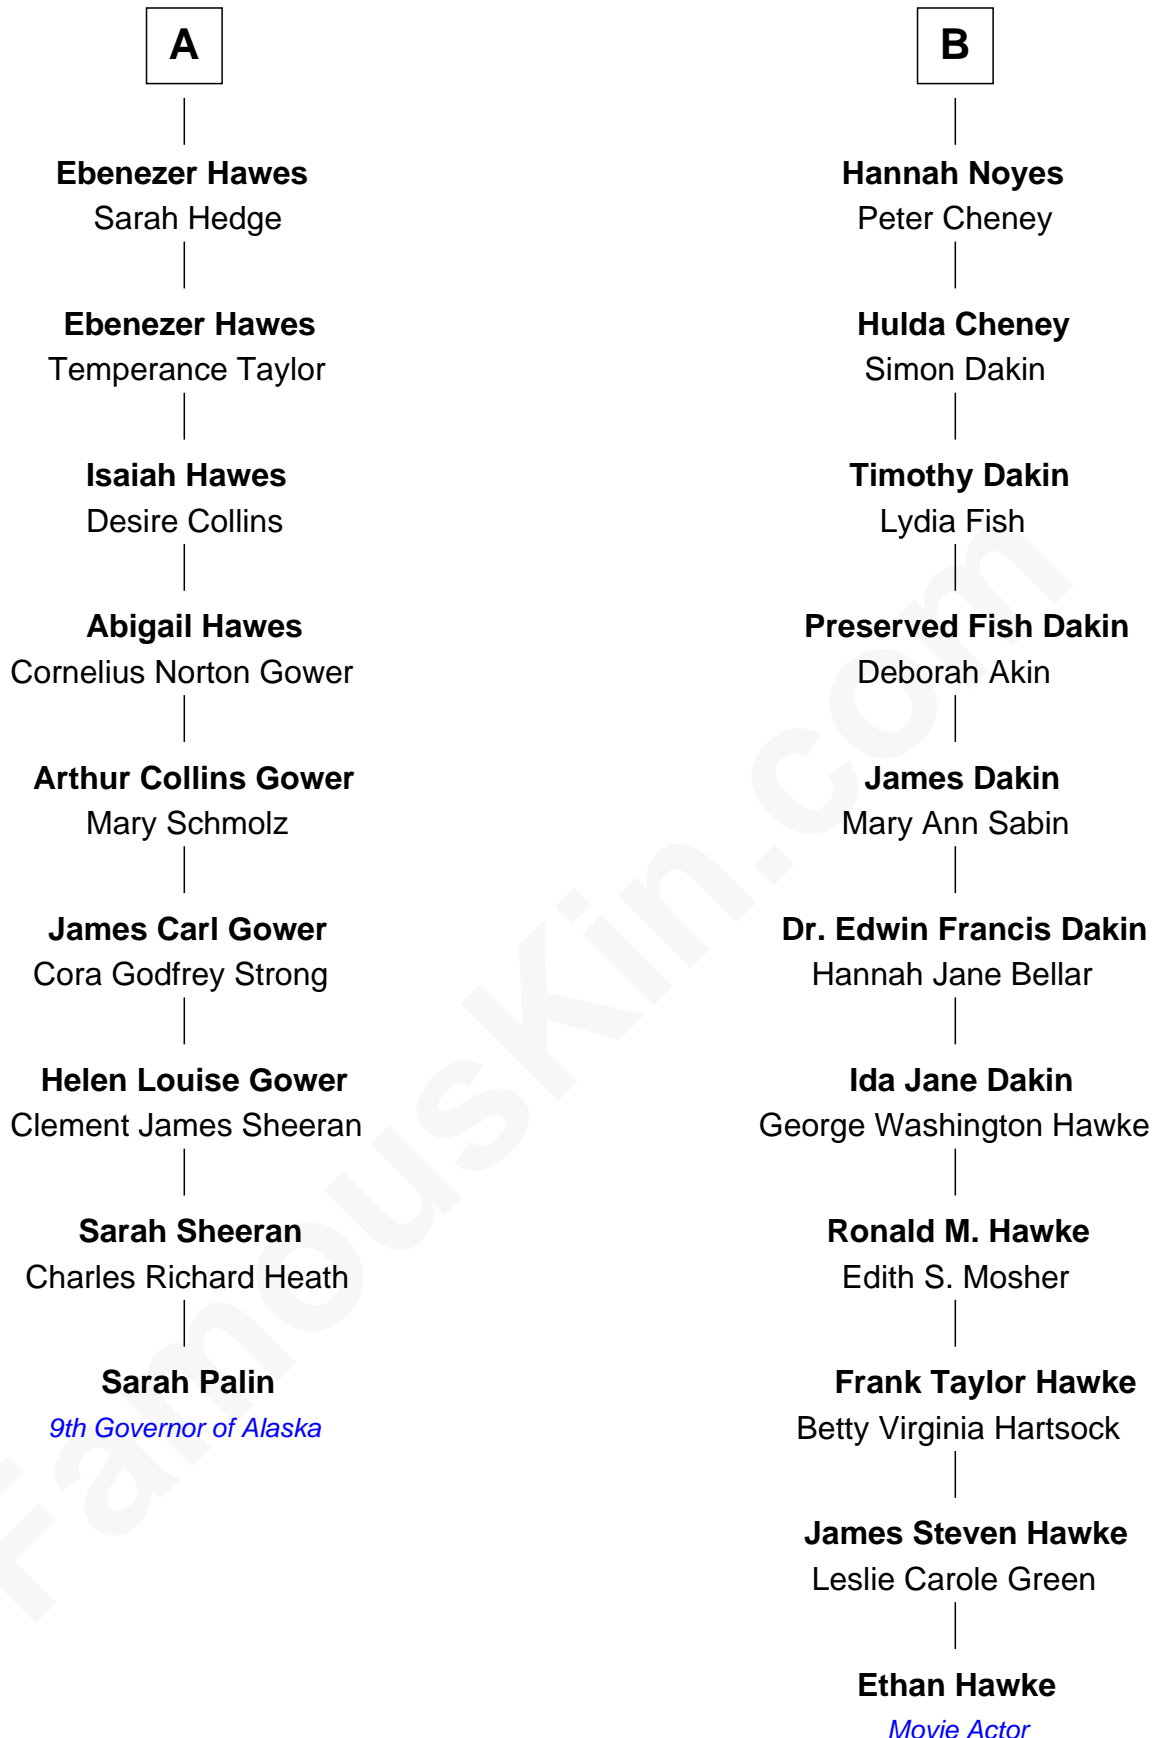 A
Ebenezer Hawes
Sarah Hedge
Ebenezer Hawes
Temperance Taylor
Isaiah Hawes
Desire Collins
Abigail Hawes
Cornelius Norton Gower
Arthur Collins Gower
Mary Schmolz
James Carl Gower
Cora Godfrey Strong
Helen Louise Gower
Clement James Sheeran
Sarah Sheeran
Charles Richard Heath
Sarah Palin
9th Governor of Alaska
B
Hannah Noyes
Peter Cheney
Hulda Cheney
Simon Dakin
Timothy Dakin
Lydia Fish
Preserved Fish Dakin
Deborah Akin
James Dakin
Mary Ann Sabin
Dr. Edwin Francis Dakin
Hannah Jane Bellar
Ida Jane Dakin
George Washington Hawke
Ronald M. Hawke
Edith S. Mosher
Frank Taylor Hawke
Betty Virginia Hartsock
James Steven Hawke
Leslie Carole Green
Ethan Hawke
Movie Actor
FamousKin.com